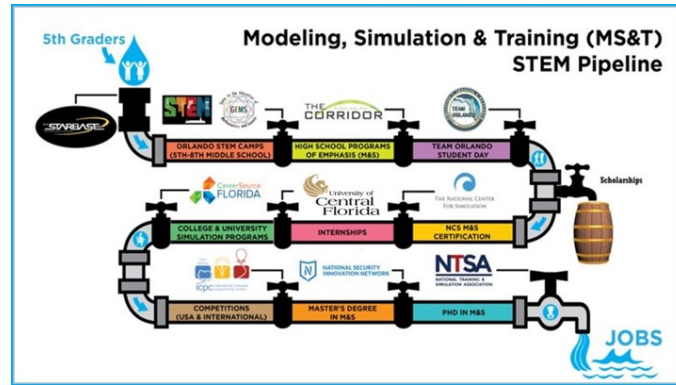 5th Graders
Modeling, Simulation & Training (MS&T)
STEM Pipeline
STARBASE
STEM
GEMS
THE
CORRIDOR
TEAM
ORLANDO
ORLANDO STEM CAMPS
(5TH-8TH MIDDLE SCHOOL)
HIGH SCHOOL PROGRAMS
OF EMPHASIS (M&S)
TEAM ORLANDO
STUDENT DAY
Scholarships
CareerSource
FLORIDA
University of
Central
Florida
THE NATIONAL CENTER
FOR SIMULATION
COLLEGE & UNIVERSITY
SIMULATION PROGRAMS
INTERNSHIPS
NCS M&S
CERTIFICATION
icpc
N
NATIONAL SECURITY
INNOVATION NETWORK
NTSA
NATIONAL TRAINING &
SIMULATION ASSOCIATION
COMPETITIONS
(USA & INTERNATIONAL)
MASTER'S DEGREE
IN M&S
PHD IN M&S
JOBS